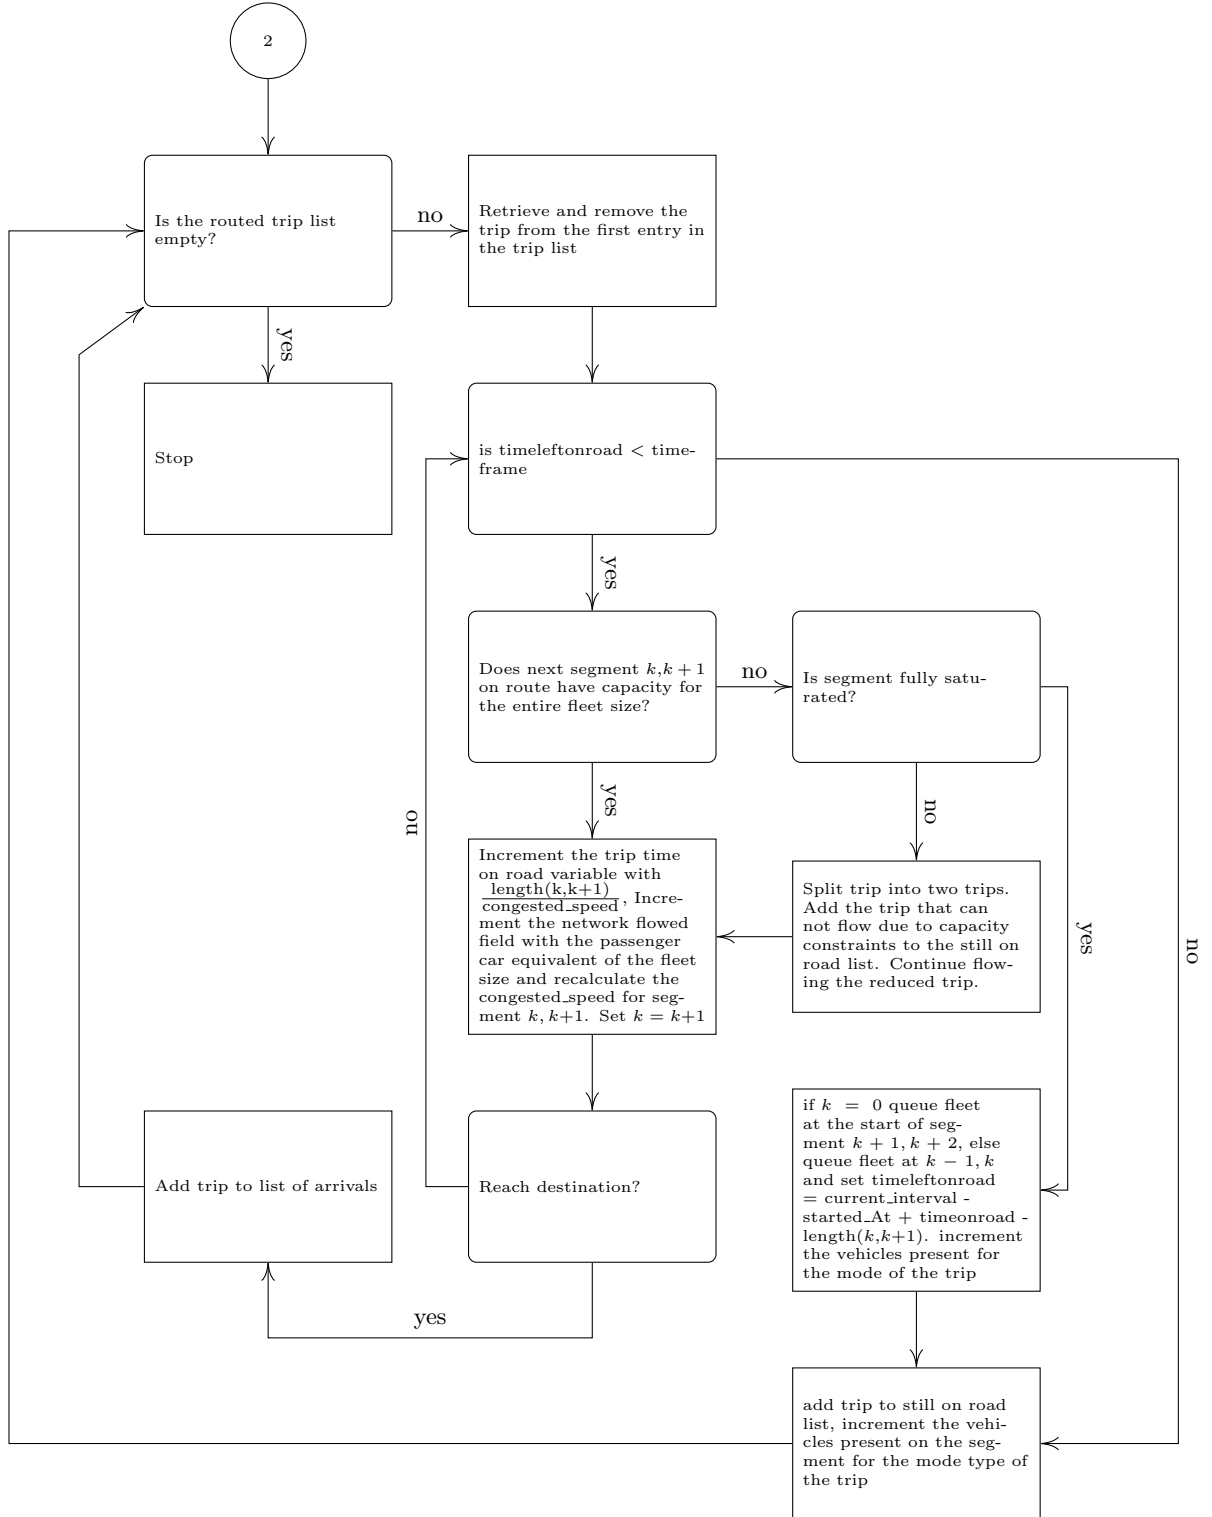 2
Is the routed trip list
empty?
no
Retrieve and remove the
trip from the first entry in
the trip list
yes
Stop
is timeleftonroad < time-
frame
yes
Does next segment k,k + 1
on route have capacity for
the entire fleet size?
no
Is segment fully satu-
rated?
yes
no
no
Increment the trip time
on road variable with
length(k,k+1)
congested_speed, Incre-
ment the network flowed
field with the passenger
car equivalent of the fleet
size and recalculate the
congested_speed for seg-
ment k, k+1. Set k = k+1
Split trip into two trips.
Add the trip that can
not flow due to capacity
constraints to the still on
road list. Continue flow-
ing the reduced trip.
yes
no
if k = 0 queue fleet
at the start of seg-
ment k + 1, k + 2, else
queue fleet at k − 1, k
and set timeleftonroad
= current_interval -
started_At + timeonroad -
length(k,k+1). increment
the vehicles present for
the mode of the trip
Add trip to list of arrivals
Reach destination?
yes
add trip to still on road
list, increment the vehi-
cles present on the seg-
ment for the mode type of
the trip